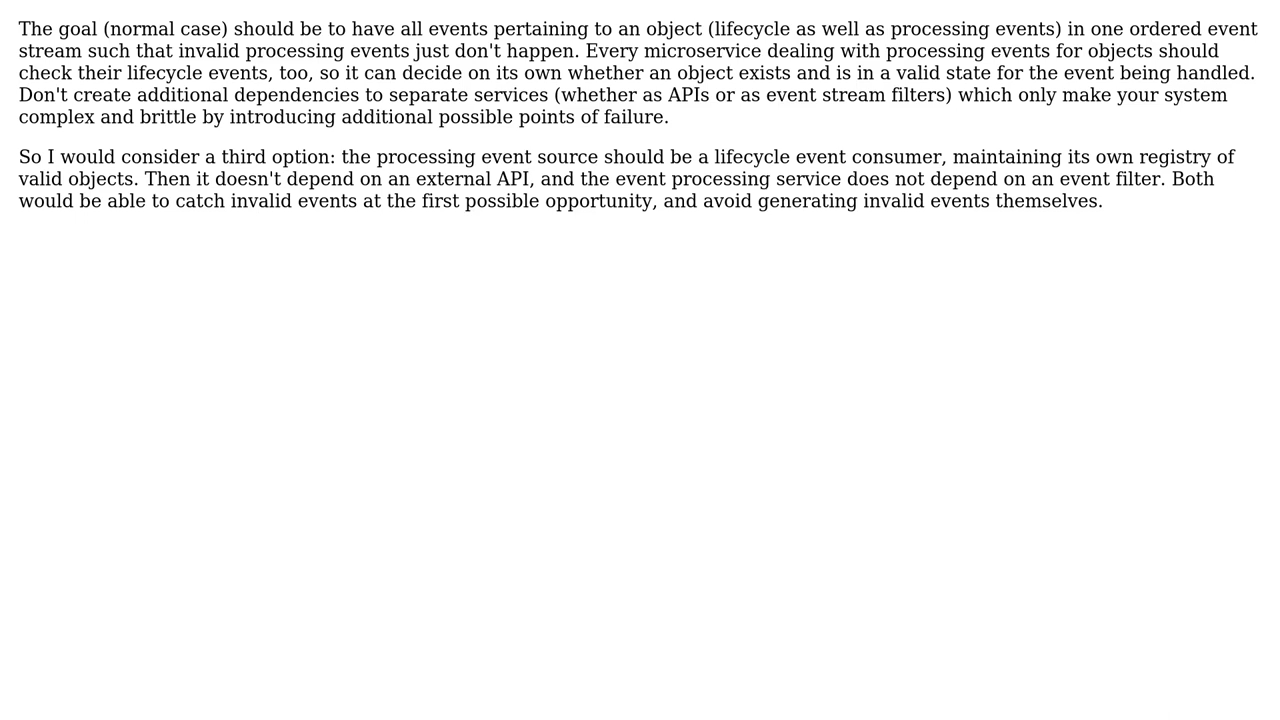 The goal (normal case) should be to have all events pertaining to an object (lifecycle as well as processing events) in one ordered event
stream such that invalid processing events just don't happen. Every microservice dealing with processing events for objects should
check their lifecycle events, too, so it can decide on its own whether an object exists and is in a valid state for the event being handled.
Don't create additional dependencies to separate services (whether as APIs or as event stream filters) which only make your system
complex and brittle by introducing additional possible points of failure.
So I would consider a third option: the processing event source should be a lifecycle event consumer, maintaining its own registry of
valid objects. Then it doesn't depend on an external API, and the event processing service does not depend on an event filter. Both
would be able to catch invalid events at the first possible opportunity, and avoid generating invalid events themselves.